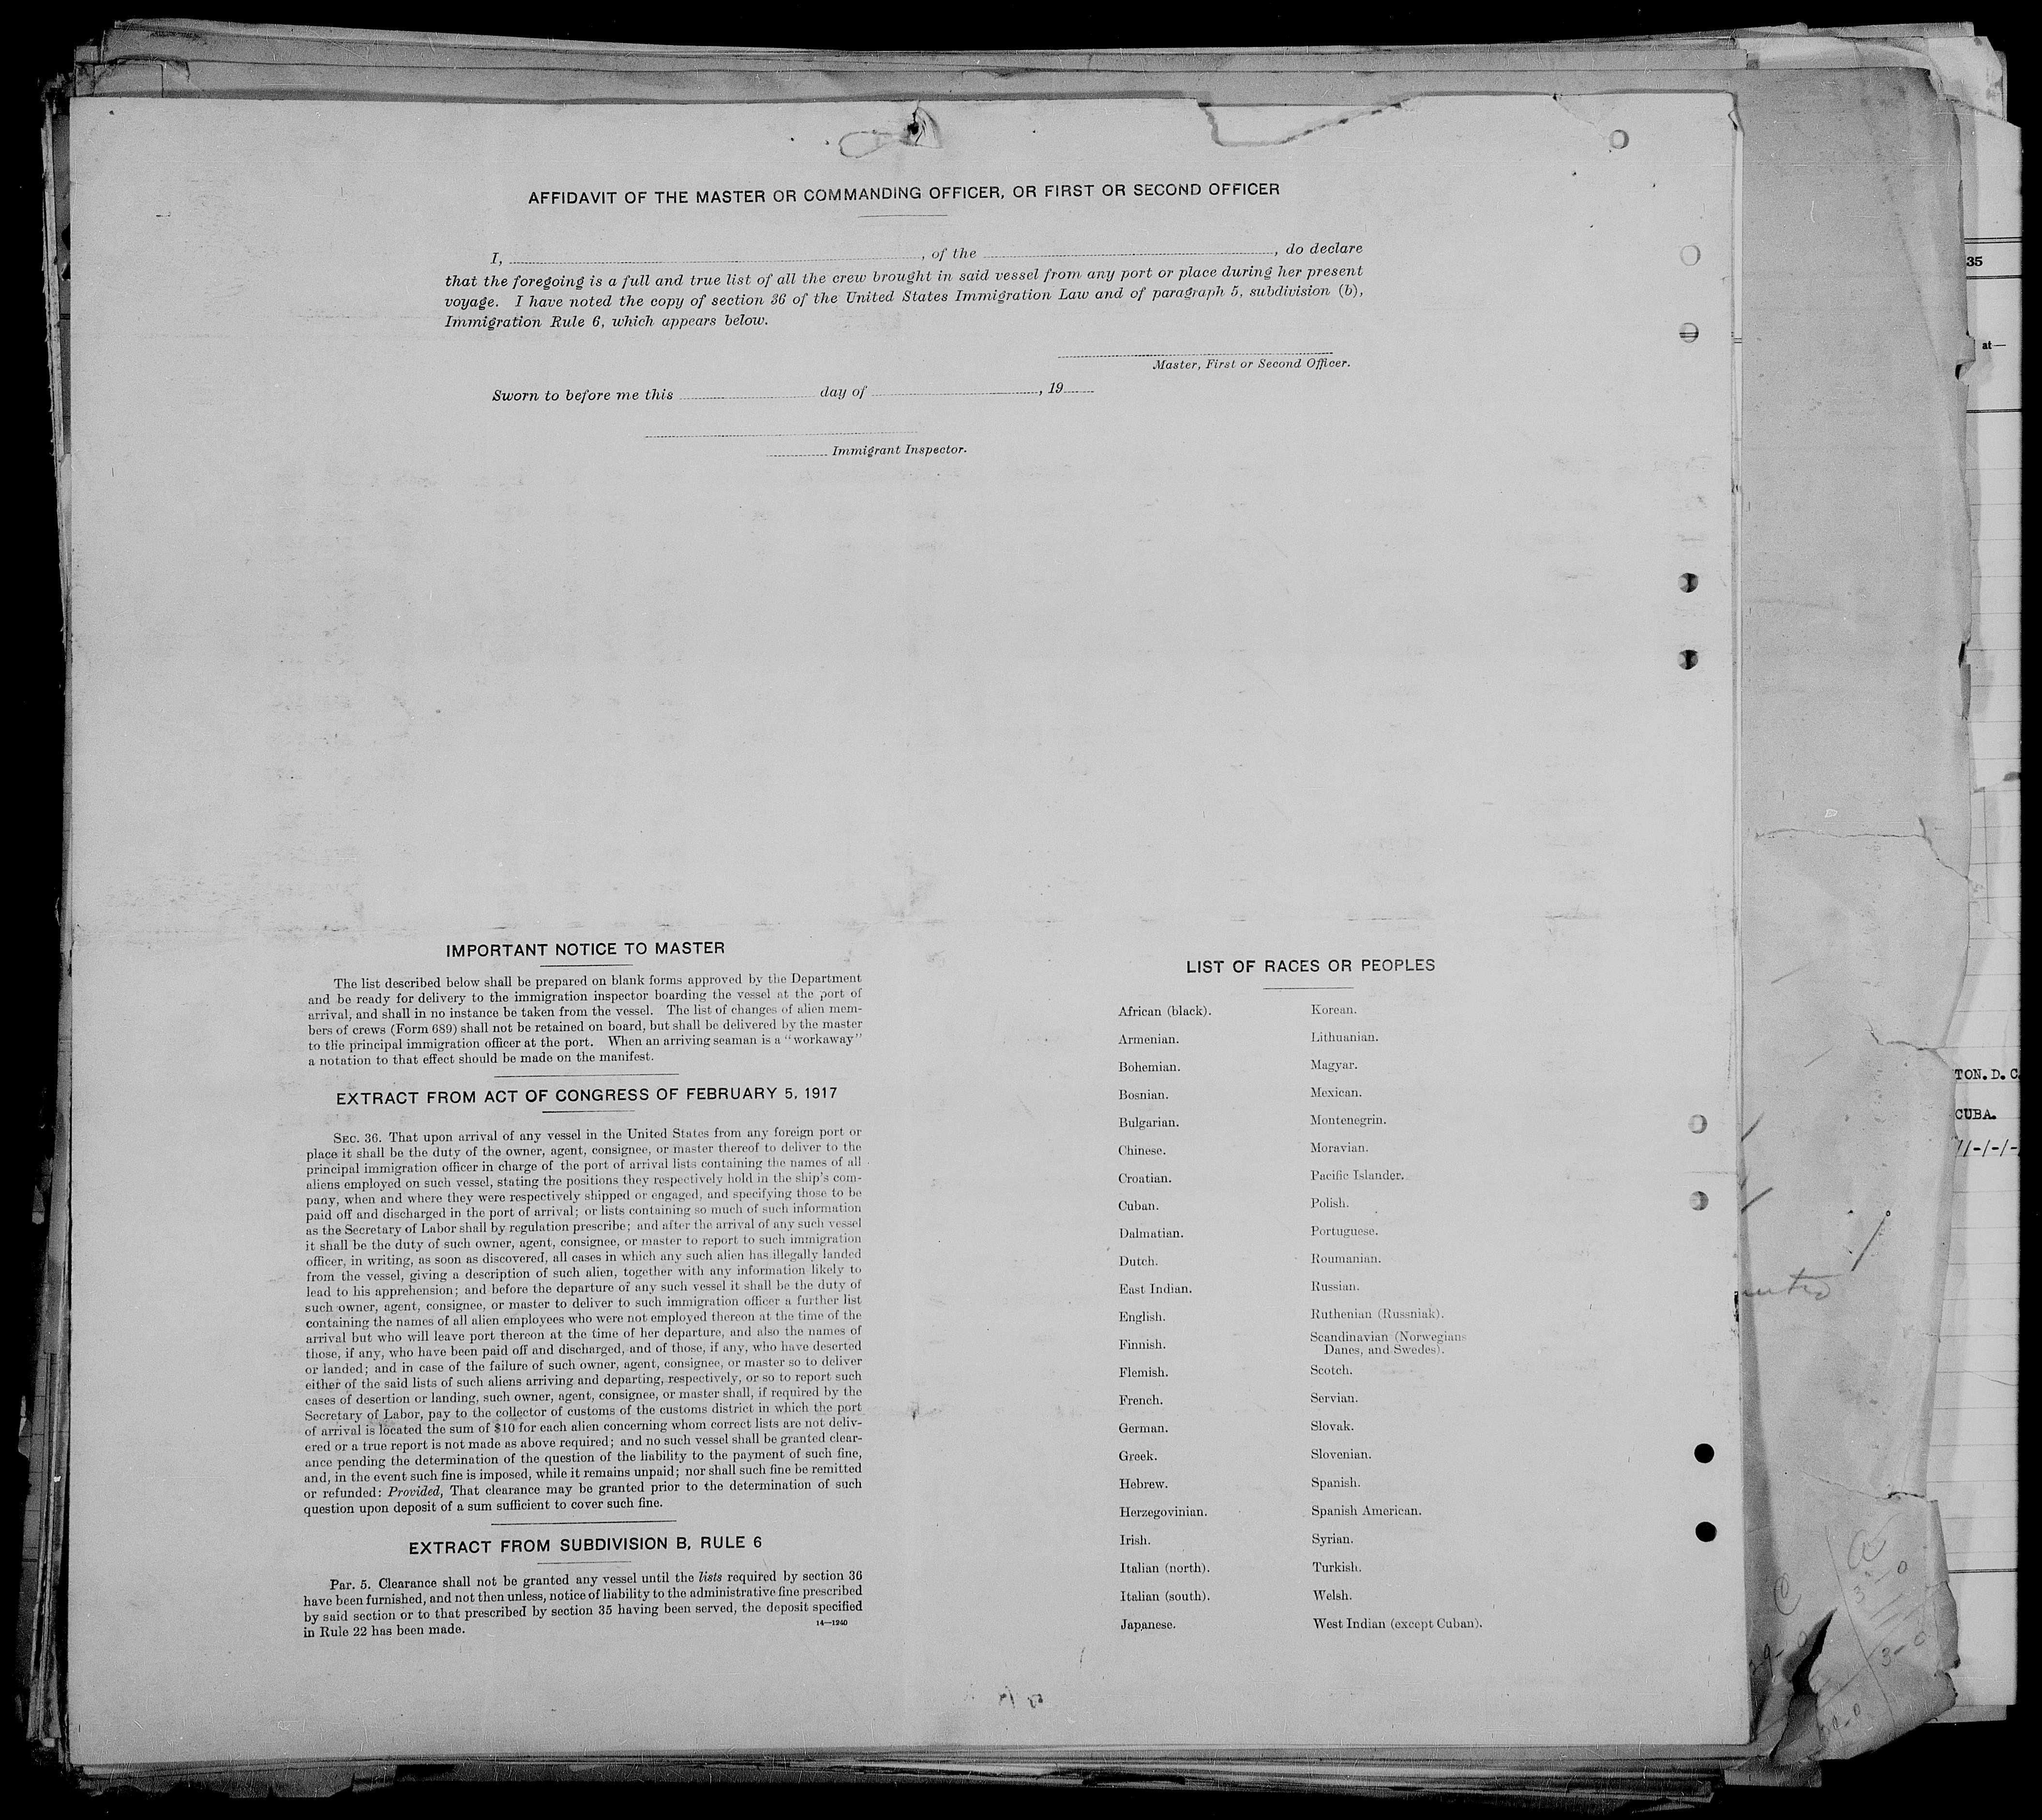 AFFIDAVIT OF THE MASTER OR COMMANDING OFFICER, OR FIRST OR SECOND OFFICER
I, , of the , do declare
that the foregoing is a full and true list of all the crew brought in said vessel from any port or place during her present
voyage. I have noted the copy of section 36 of the United States Immigration Law and of paragraph 5, subdivision (b),
Immigration Rule 6, which appears below.
Master, First or Second Officer.
Sworn to before me this day of , 19
Immigrant Inspector.
IMPORTANT NOTICE TO MASTER
The list described below shall be prepared on blank forms approved by the Department
and be ready for delivery to the immigration inspector boarding the vessel at the port of
arrival, and shall in no instance be taken from the vessel. The list of changes of alien mem-
bers of crews (Form 689) shall not be retained on board, but shall be delivered by the master
to the principal immigration officer at the port. When an arriving seaman is a "workaway"
a notation to that effect should be made on the manifest.
EXTRACT FROM ACT OF CONGRESS OF FEBRUARY 5, 1917
SEC. 36. That upon arrival of any vessel in the United States from any foreign port or
place it shall be the duty of the owner, agent, consignee, or master thereof to deliver to the
principal immigration officer in charge of the port of arrival lists containing the names of all
aliens employed on such vessel, stating the positions they respectively hold in the ship's com-
pany, when and where they were respectively shipped or engaged, and specifying those to be
paid off and discharged in the port of arrival; or lists containing so much of such information
as the Secretary of Labor shall by regulation prescribe; and after the arrival of any such vessel
it shall be the duty of such owner, agent, consignee, or master to report to such immigration
officer, in writing, as soon as discovered, all cases in which any such alien has illegally landed
from the vessel, giving a description of such alien, together with any information likely to
lead to his apprehension; and before the departure of any such vessel it shall be the duty of
such owner, agent, consignee, or master to deliver to such immigration officer a further list
containing the names of all alien employees who were not employed thereon at the time of the
arrival but who will leave port thereon at the time of her departure, and also the names of
those, if any, who have been paid off and discharged, and of those, if any, who have deserted
or landed; and in case of the failure of such owner, agent, consignee, or master so to deliver
either of the said lists of such aliens arriving and departing, respectively, or so to report such
cases of desertion or landing, such owner, agent, consignee, or master shall, if required by the
Secretary of Labor, pay to the collector of customs of the customs district in which the port
of arrival is located the sum of $10 for each alien concerning whom correct lists are not deliv-
ered or a true report is not made as above required; and no such vessel shall be granted clear-
ance pending the determination of the question of the liability to the payment of such fine,
and, in the event such fine is imposed, while it remains unpaid; nor shall such fine be remitted
or refunded: Provided, That clearance may be granted prior to the determination of such
question upon deposit of a sum sufficient to cover such fine.
EXTRACT FROM SUBDIVISION B, RULE 6
Par. 5. Clearance shall not be granted any vessel until the lists required by section 36
have been furnished, and not then unless, notice of liability to the administrative fine prescribed
by said section or to that prescribed by section 35 having been served, the deposit specified
in Rule 22 has been made.
14—1240
LIST OF RACES OR PEOPLES
African (black).
Armenian.
Bohemian.
Bosnian.
Bulgarian.
Chinese.
Croatian.
Cuban.
Dalmatian.
Dutch.
East Indian.
English.
Finnish.
Flemish.
French.
German.
Greek.
Hebrew.
Herzegovinian.
Irish.
Italian (north).
Italian (south).
Japanese.
Korean.
Lithuanian.
Magyar.
Mexican.
Montenegrin.
Moravian.
Pacific Islander.
Polish.
Portuguese.
Roumanian.
Russian.
Ruthenian (Russniak).
Scandinavian (Norwegians
Danes, and Swedes).
Scotch.
Servian.
Slovak.
Slovenian.
Spanish.
Spanish American.
Syrian.
Turkish.
Welsh.
West Indian (except Cuban).
35
at—
TON. D. C.
CUBA.